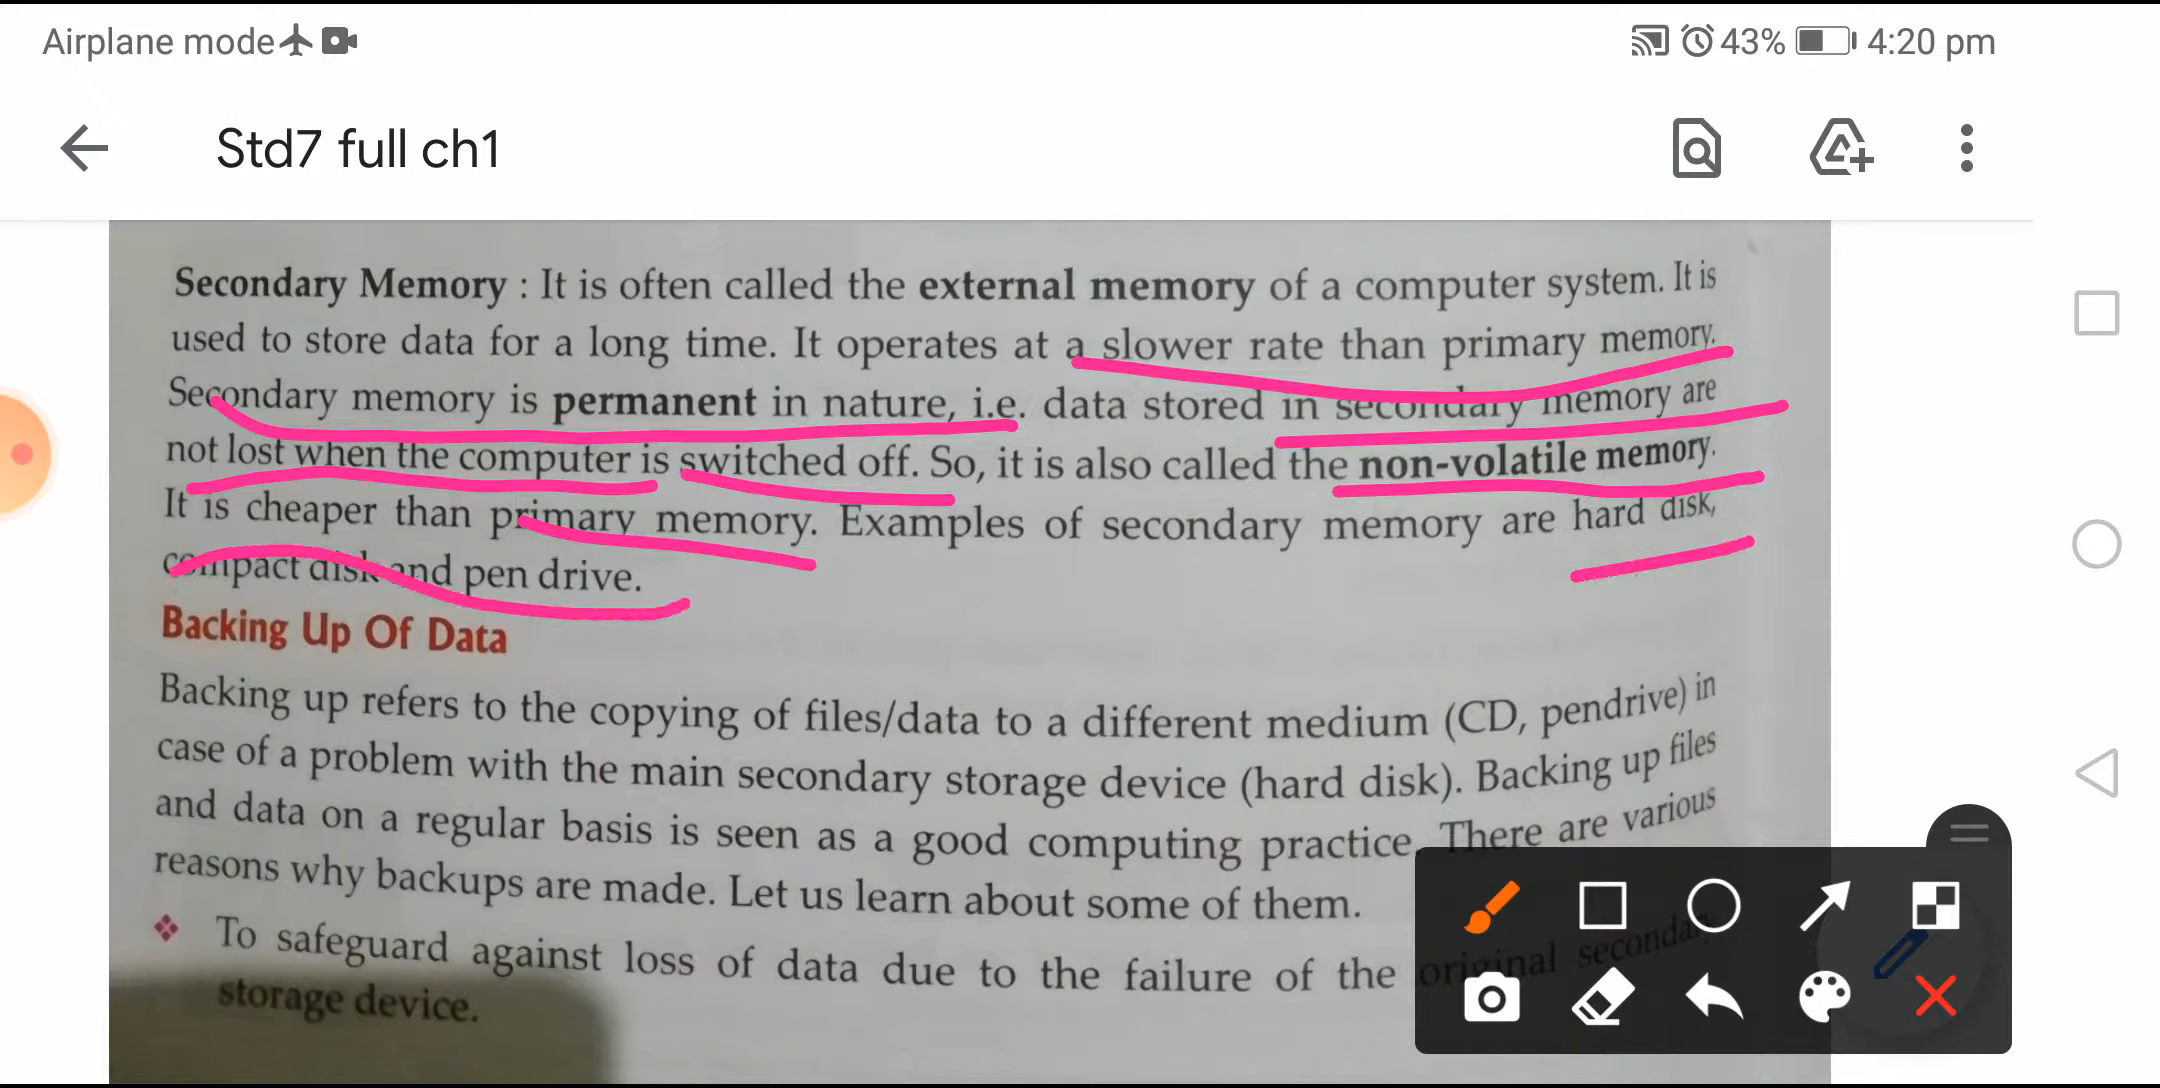 Airplane mode 43% 4:20 pm
Std7 full ch1
Secondary Memory : It is often called the external memory of a computer system. It is
used to store data for a long time. It operates at a slower rate than primary memory.
Secondary memory is permanent in nature, i.e. data stored in secondary memory are
not lost when the computer is switched off. So, it is also called the non-volatile memory.
It is cheaper than primary memory. Examples of secondary memory are hard disk,
compact disk and pen drive.
Backing Up Of Data
Backing up refers to the copying of files/data to a different medium (CD, pendrive) in
case of a problem with the main secondary storage device (hard disk). Backing up files
and data on a regular basis is seen as a good computing practice. There are various
reasons why backups are made. Let us learn about some of them.
❖ To safeguard against loss of data due to the failure of the original secondary
storage device.